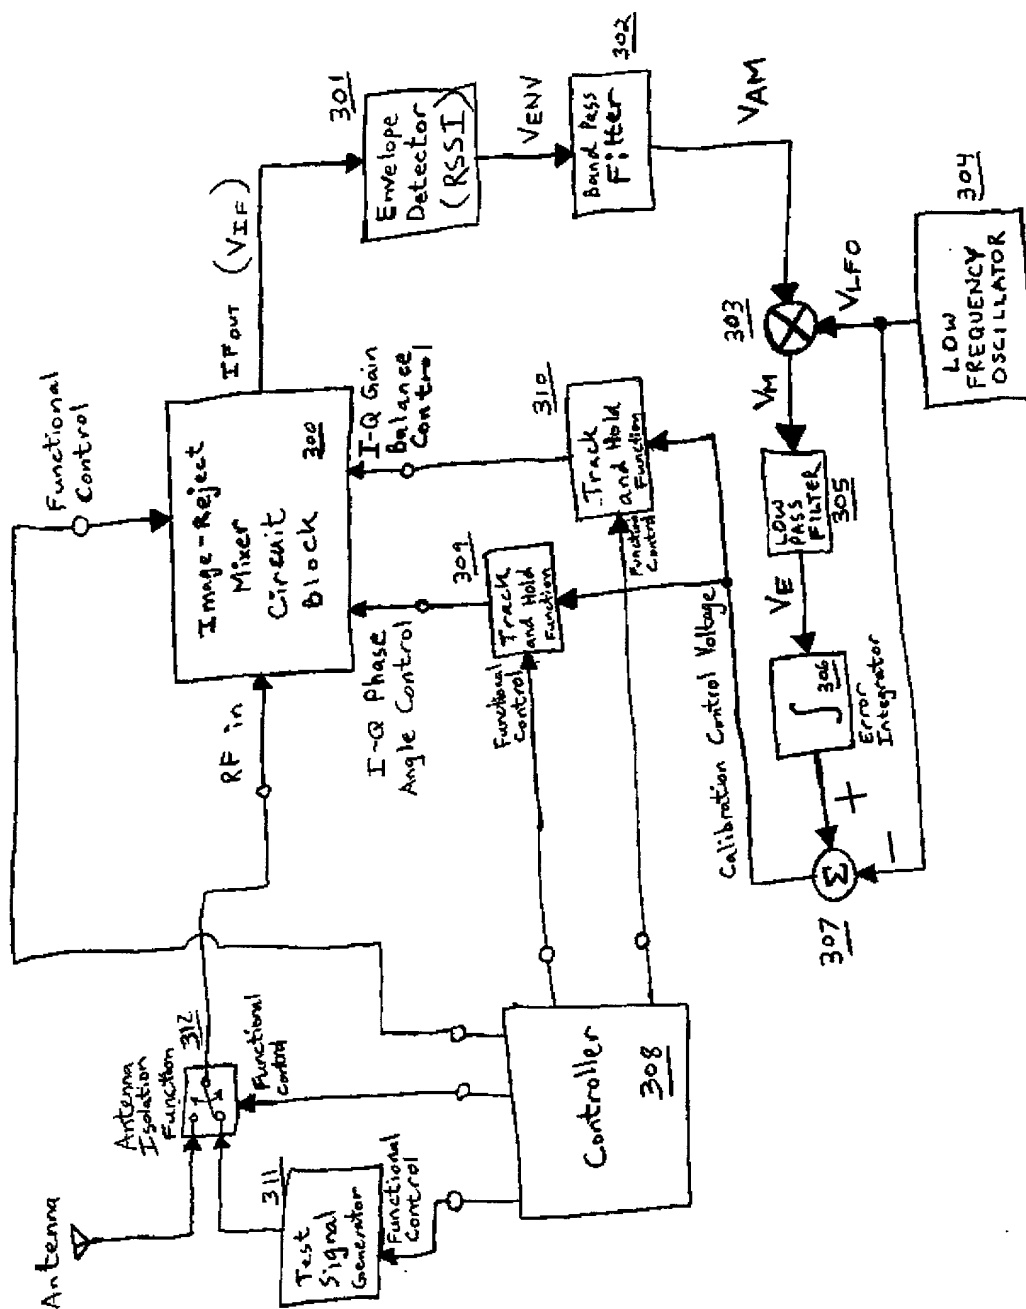 Antenna
Antenna
Isolation
Function
312
Functional
Control
Test
Signal
Generator
311
Functional
Control
Controller
308
Functional
Control
RF in
Image-Reject
Mixer
Circuit
Block
300
IFOUT (VIF)
I-Q Phase
Angle Control
I-Q Gain
Balance
Control
Envelope
Detector
(RSSI)
301
VENV
Band Pass
Filter
302
VAM
Track
and Hold
Function
309
Functional
Control
Track
and Hold
Function
310
Functional
Control
Calibration Control Voltage
303
VLFO
LOW
FREQUENCY
OSCILLATOR
304
VM
LOW
PASS
FILTER
305
VE
∫ 306
Error
Integrator
+
-
Σ
307